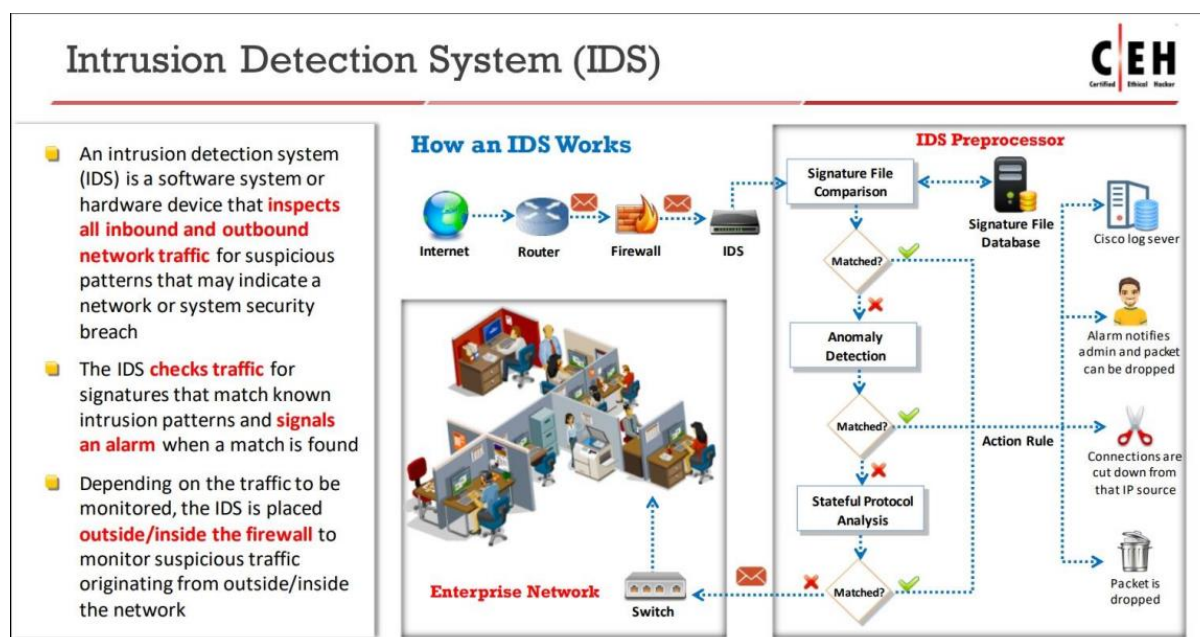 Intrusion Detection System (IDS)
C|EH
Certified Ethical Hacker
An intrusion detection system
(IDS) is a software system or
hardware device that inspects
all inbound and outbound
network traffic for suspicious
patterns that may indicate a
network or system security
breach
The IDS checks traffic for
signatures that match known
intrusion patterns and signals
an alarm when a match is found
Depending on the traffic to be
monitored, the IDS is placed
outside/inside the firewall to
monitor suspicious traffic
originating from outside/inside
the network
How an IDS Works
Internet
Router
Firewall
IDS
Enterprise Network
Switch
IDS Preprocessor
Signature File
Comparison
Signature File
Database
Matched?
Anomaly
Detection
Matched?
Stateful Protocol
Analysis
Matched?
Action Rule
Cisco log sever
Alarm notifies
admin and packet
can be dropped
Connections are
cut down from
that IP source
Packet is
dropped